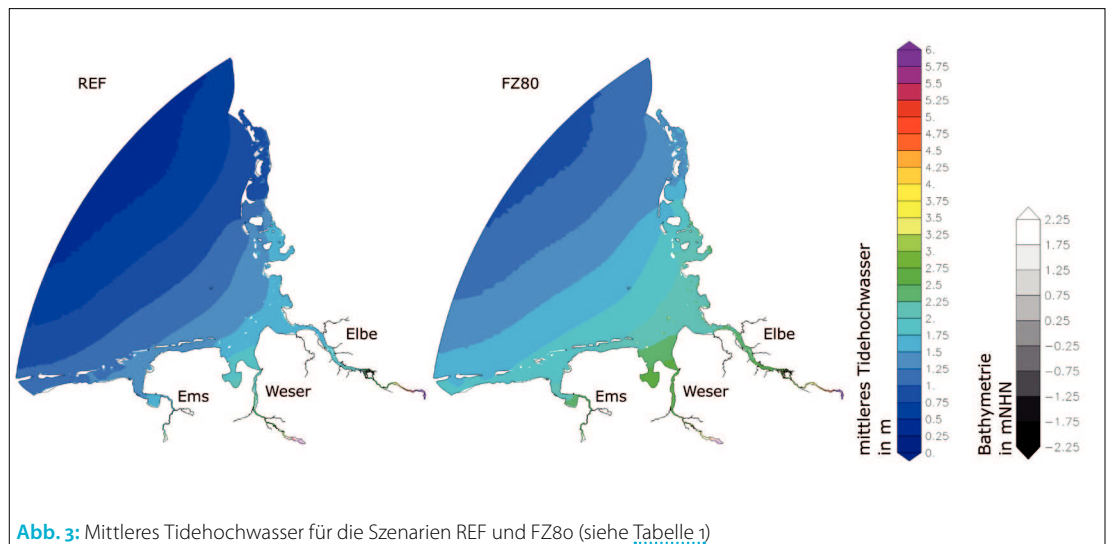 REF
FZ80
Elbe
Weser
Ems
Elbe
Weser
Ems
mittleres Tidehochwasser
in m
6.
5.75
5.5
5.25
5.
4.75
4.5
4.25
4.
3.75
3.5
3.25
3.
2.75
2.5
2.25
2.
1.75
1.5
1.25
1.
0.75
0.5
0.25
0.
Bathymetrie
in mNHN
2.25
1.75
1.25
0.75
0.25
−0.25
−0.75
−1.25
−1.75
−2.25
Abb. 3: Mittleres Tidehochwasser für die Szenarien REF und FZ80 (siehe Tabelle 1)